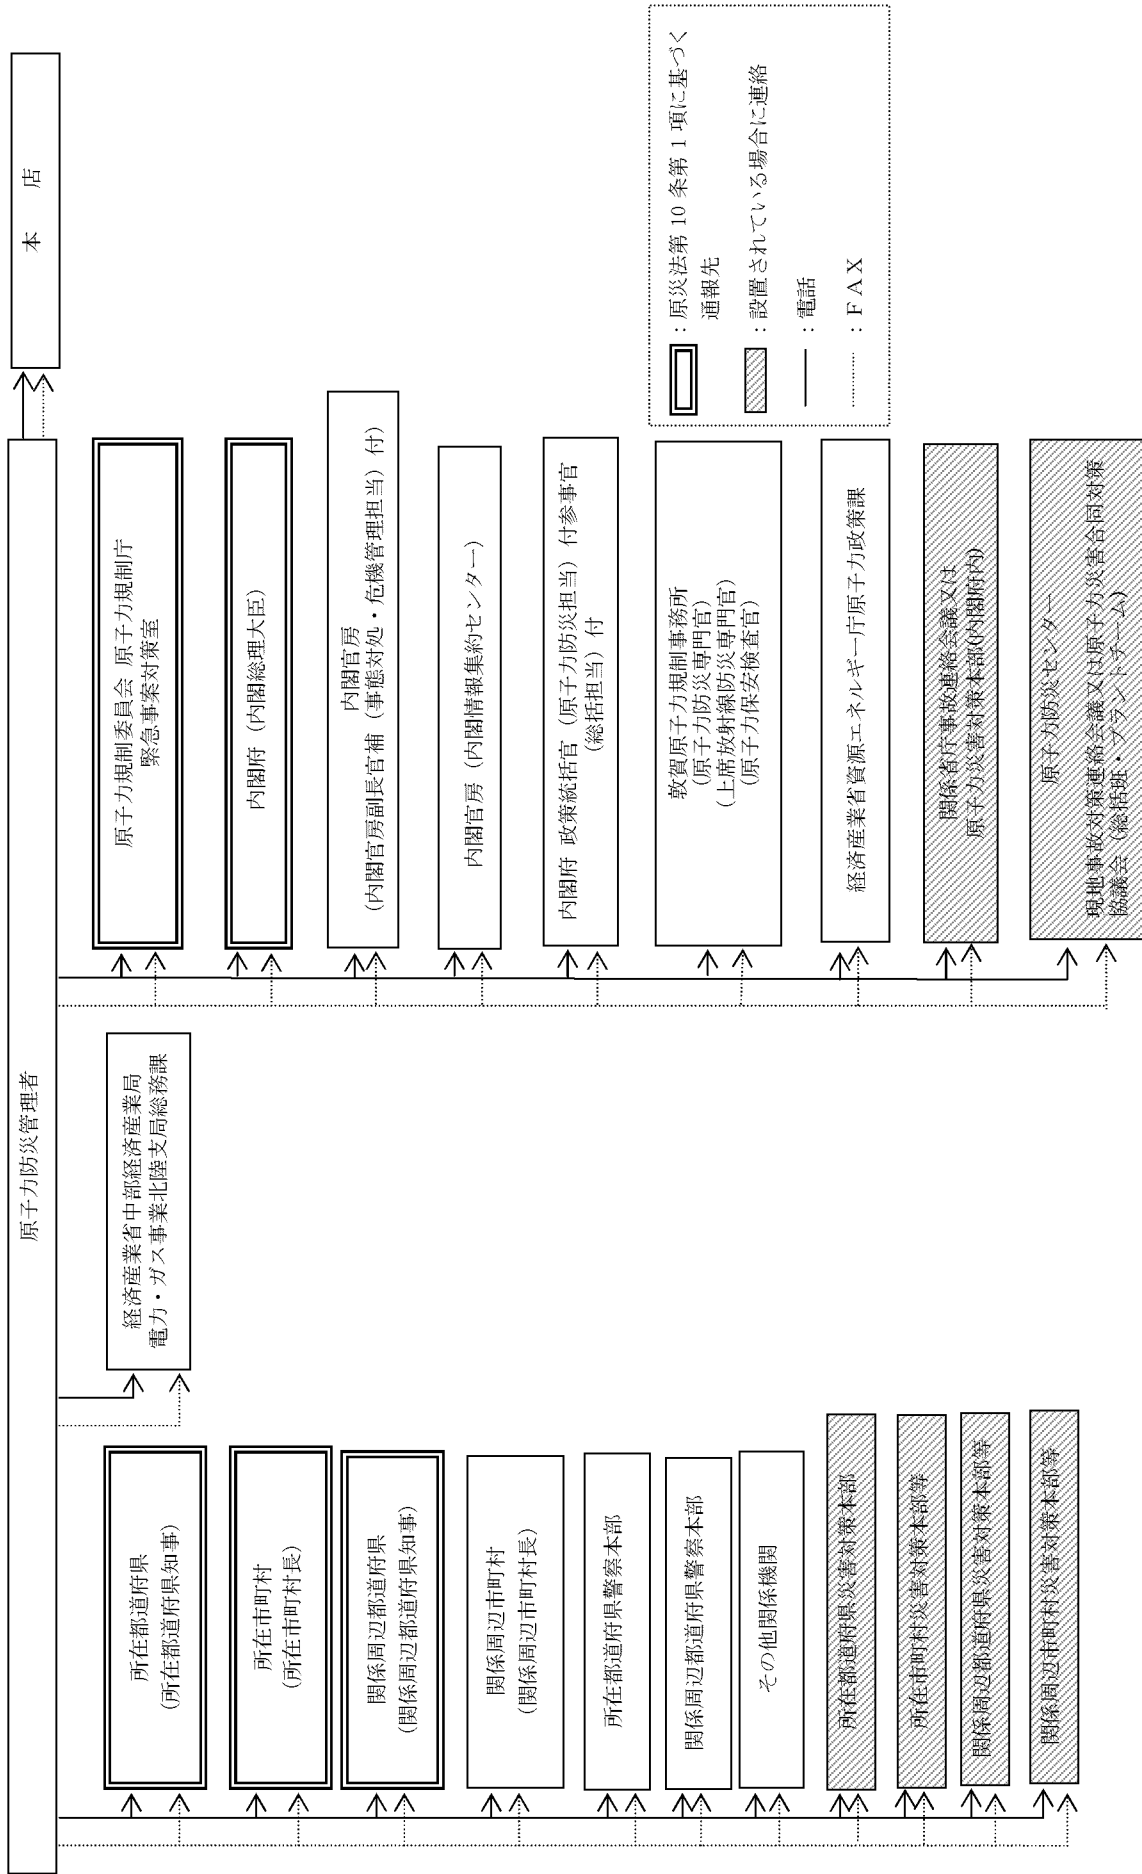 原子力防災管理者
本　店
所在都道府県
(所在都道府県知事)
所在市町村
(所在市町村長)
関係周辺都道府県
(関係周辺都道府県知事)
関係周辺市町村
(関係周辺市町村長)
所在都道府県警察本部
関係周辺都道府県警察本部
その他関係機関
所在都道府県災害対策本部
所在市町村災害対策本部等
関係周辺都道府県災害対策本部等
関係周辺市町村災害対策本部等
経済産業省中部経済産業局
電力・ガス事業北陸支局総務課
原子力規制委員会 原子力規制庁
緊急事案対策室
内閣府 (内閣総理大臣)
内閣官房
(内閣官房副長官補 (事態対処・危機管理担当) 付)
内閣官房 (内閣情報集約センター)
内閣府 政策統括官 (原子力防災担当) 付参事官
(総括担当) 付
敦賀原子力規制事務所
(原子力防災専門官)
(上席放射線防災専門官)
(原子力保安検査官)
経済産業省資源エネルギー庁原子力政策課
関係省庁事故連絡会議又は
原子力災害対策本部(内閣府内)
原子力防災センター
現地事故対策連絡会議又は原子力災害合同対策
協議会 (総括班・プラントチーム)
：原災法第 10 条第 1 項に基づく
通報先
：設置されている場合に連絡
：電話
：ＦＡＸ